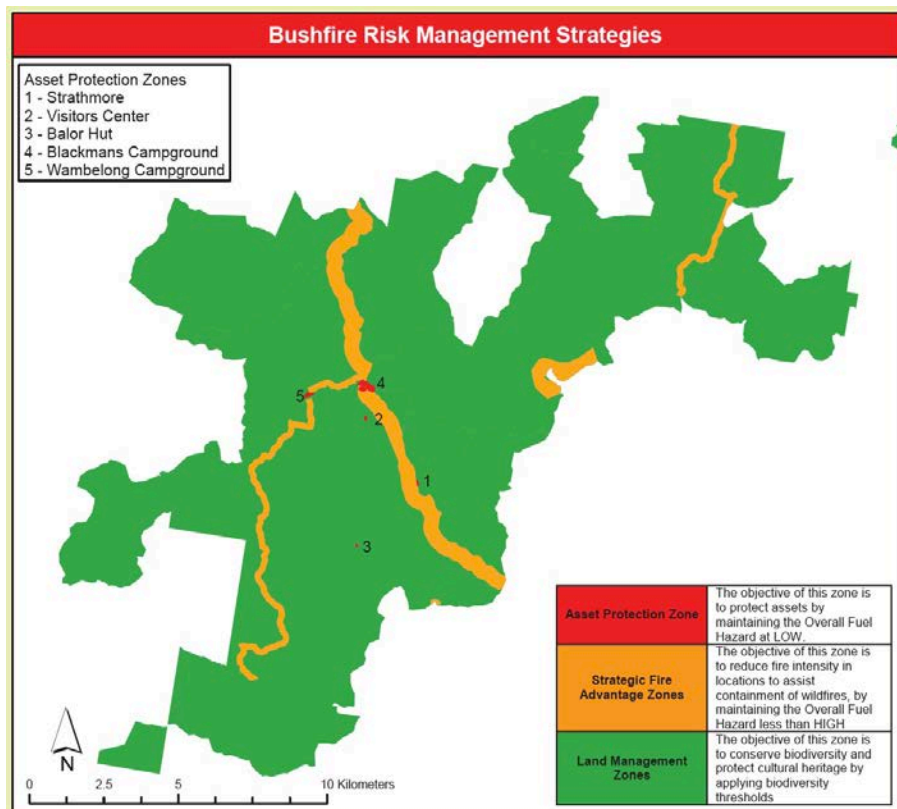 Bushfire Risk Management Strategies
Asset Protection Zones
1 - Strathmore
2 - Visitors Center
3 - Balor Hut
4 - Blackmans Campground
5 - Wambelong Campground
4
5
2
1
3
Asset Protection Zone
The objective of this zone is
to protect assets by
maintaining the Overall Fuel
Hazard at LOW.
Strategic Fire
Advantage Zones
The objective of this zone is
to reduce fire intensity in
locations to assist
containment of wildfires, by
maintaining the Overall Fuel
Hazard less than HIGH
Land Management
Zones
The objective of this zone is
to conserve biodiversity and
protect cultural heritage by
applying biodiversity
thresholds
N
0 2.5 5 10 Kilometers